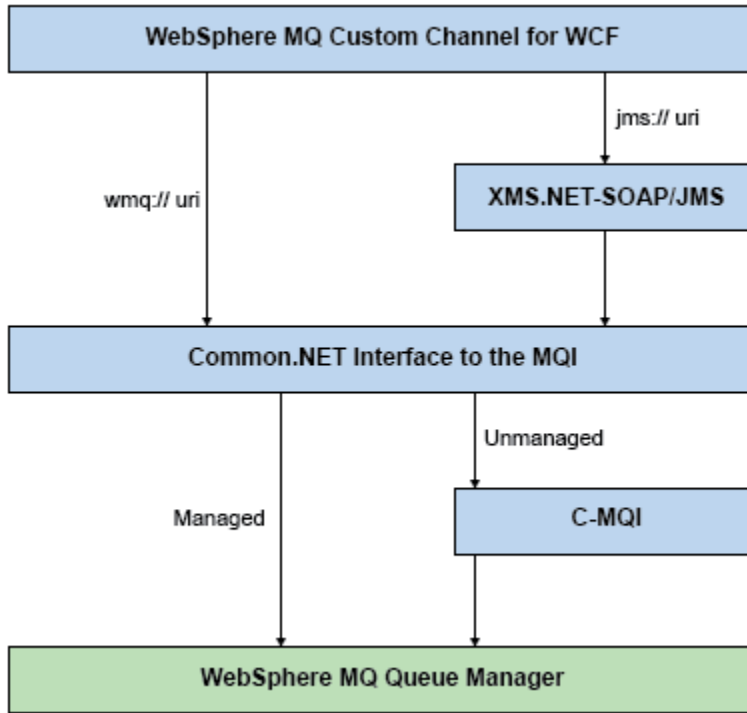 WebSphere MQ Custom Channel for WCF
jms:// uri
wmq:// uri
XMS.NET-SOAP/JMS
Common.NET Interface to the MQI
Unmanaged
Managed
C-MQI
WebSphere MQ Queue Manager